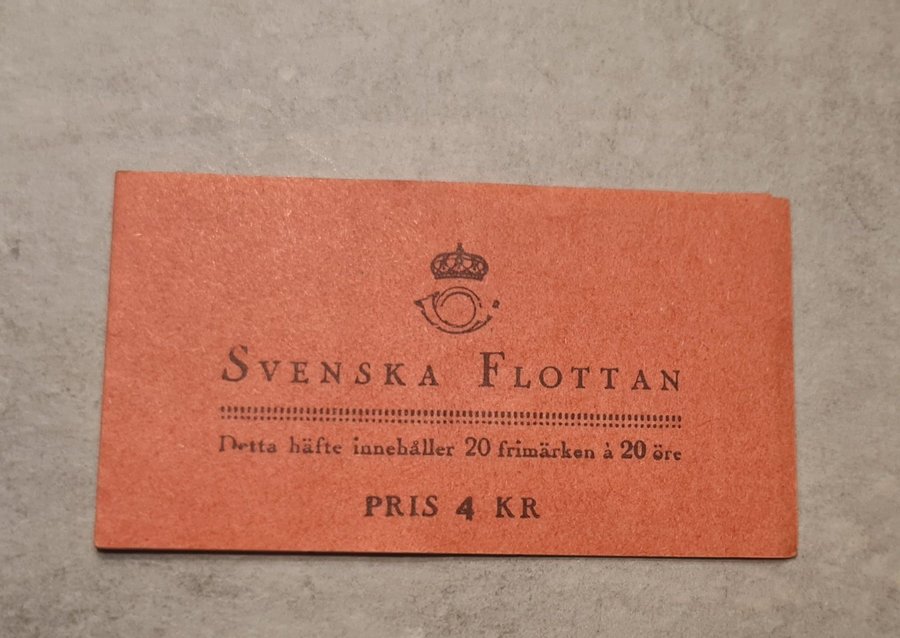 SVENSKA FLOTTAN
Detta häfte innehåller 20 frimärken à 20 öre
PRIS 4 KR